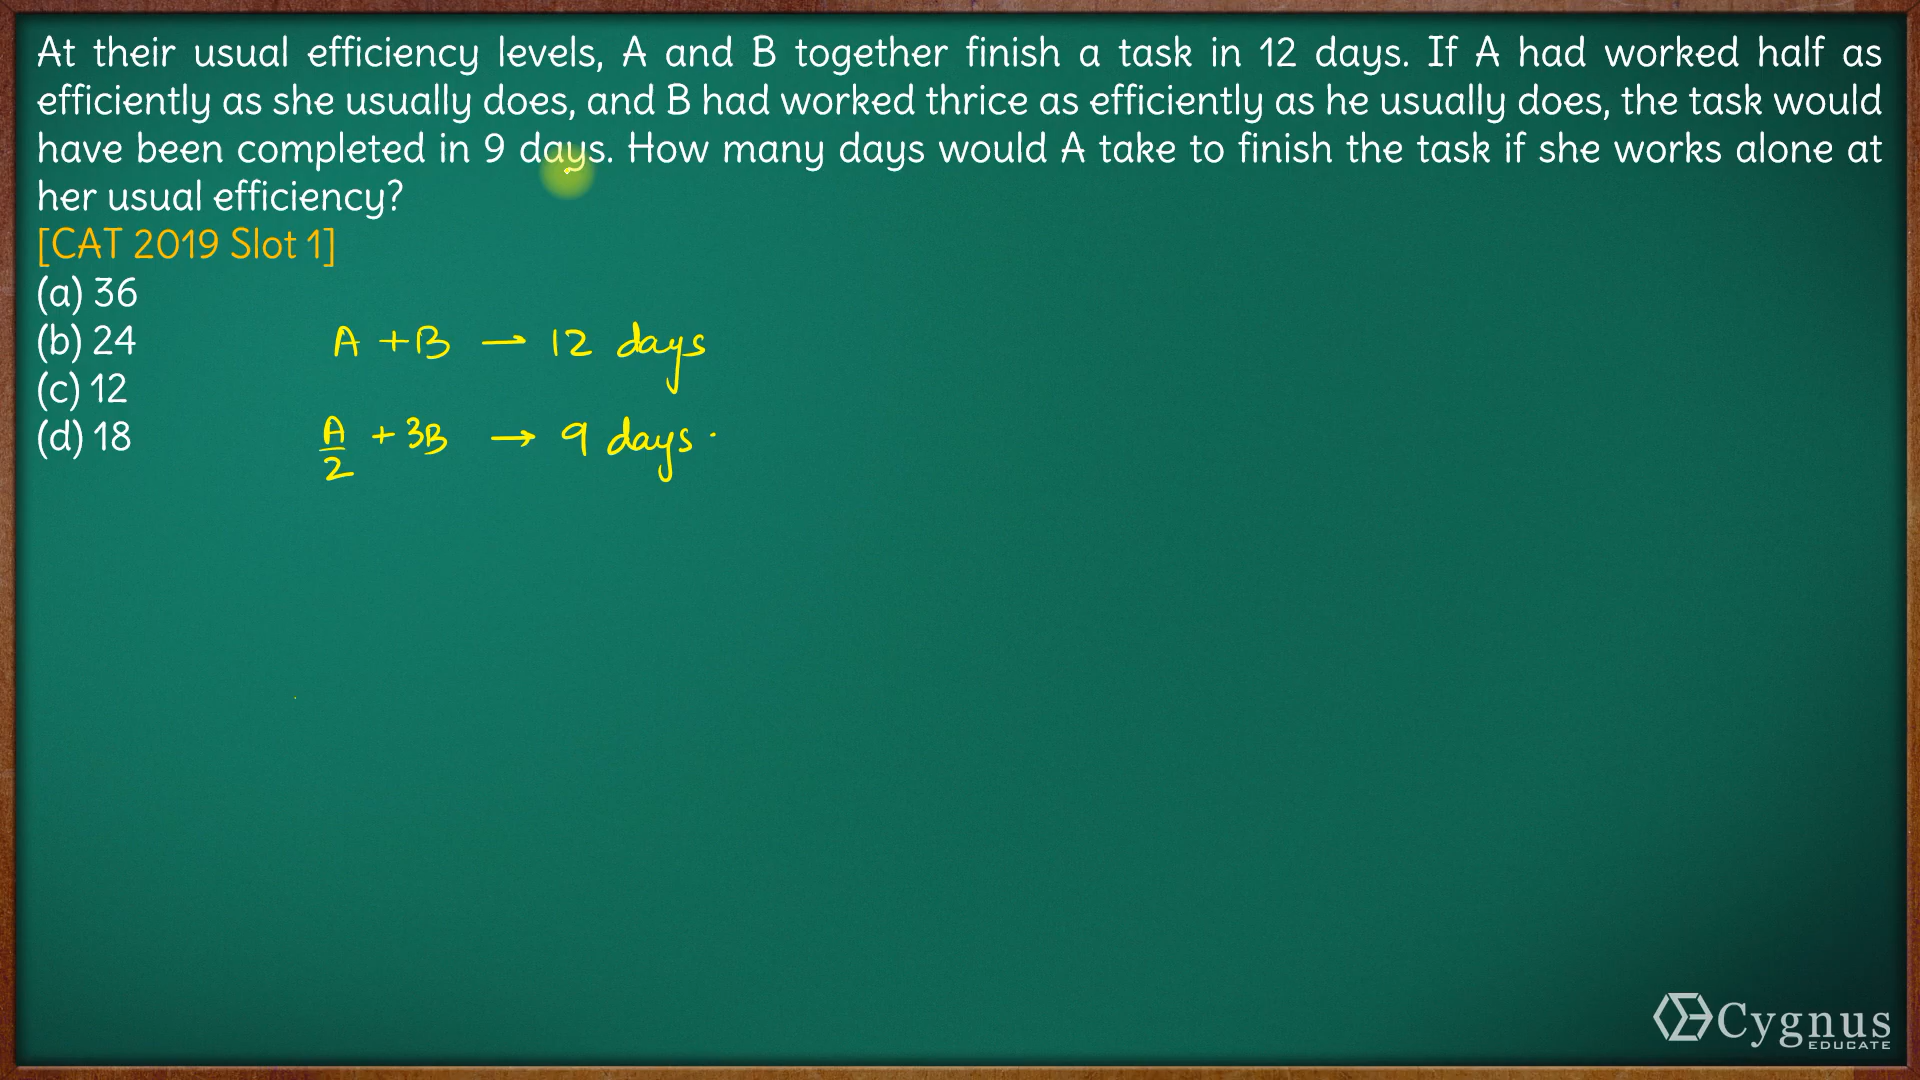 At their usual efficiency levels, A and B together finish a task in 12 days. If A had worked half as
efficiently as she usually does, and B had worked thrice as efficiently as he usually does, the task would
have been completed in 9 days. How many days would A take to finish the task if she works alone at
her usual efficiency?
[CAT 2019 Slot 1]
(a) 36
(b) 24
(c) 12
(d) 18
A + B → 12 days
A/2 + 3B → 9 days .
Cygnus
EDUCATE